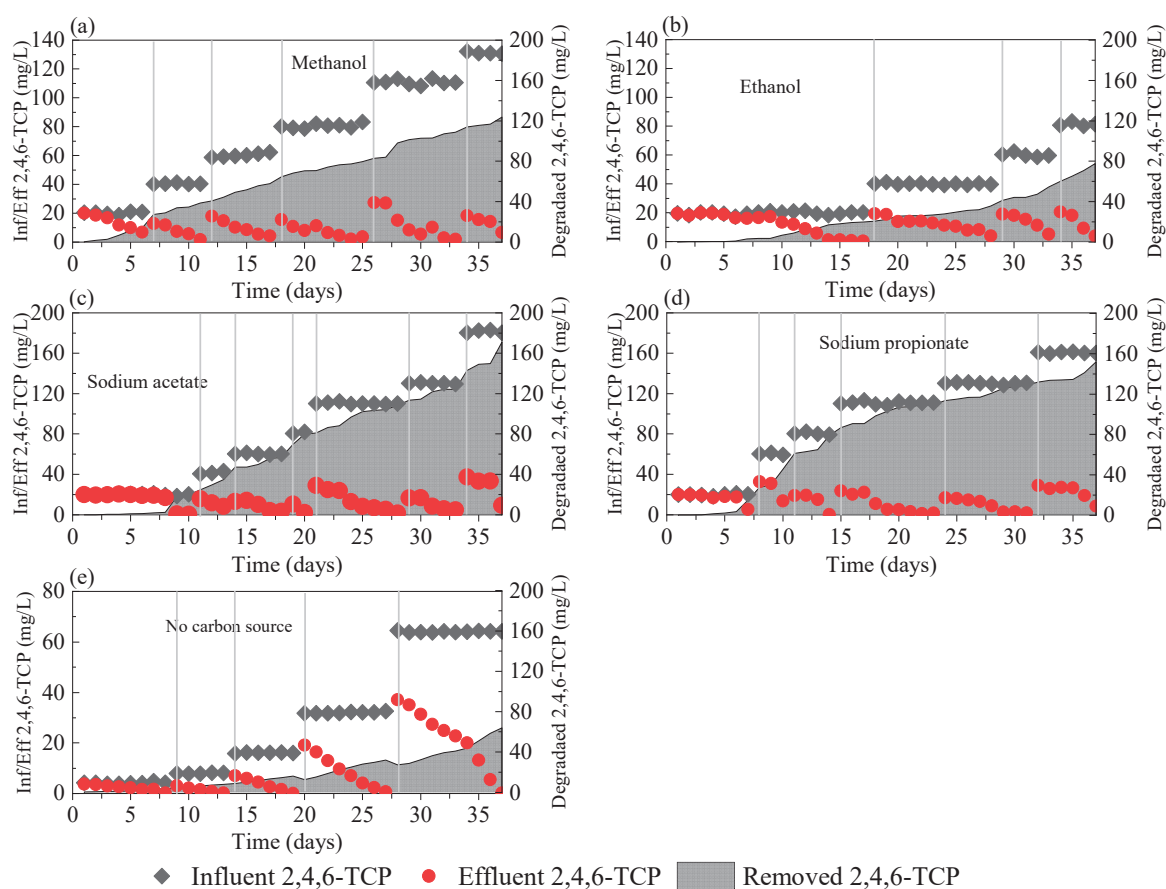 (a)
(b)
Inf/Eff 2,4,6-TCP (mg/L)
140
120
100
80
60
40
20
0
Methanol
200
160
120
80
40
0
Degradaed 2,4,6-TCP (mg/L)
0 5 10 15 20 25 30 35
Time (days)
Inf/Eff 2,4,6-TCP (mg/L)
140
120
100
80
60
40
20
0
Ethanol
200
160
120
80
40
0
Degradaed 2,4,6-TCP (mg/L)
0 5 10 15 20 25 30 35
Time (days)
(c)
(d)
Inf/Eff 2,4,6-TCP (mg/L)
200
160
120
80
40
0
Sodium acetate
200
160
120
80
40
0
Degradaed 2,4,6-TCP (mg/L)
0 5 10 15 20 25 30 35
Time (days)
Inf/Eff 2,4,6-TCP (mg/L)
200
160
120
80
40
0
Sodium propionate
200
160
120
80
40
0
Degradaed 2,4,6-TCP (mg/L)
0 5 10 15 20 25 30 35
Time (days)
(e)
Inf/Eff 2,4,6-TCP (mg/L)
80
60
40
20
0
No carbon source
200
160
120
80
40
0
Degradaed 2,4,6-TCP (mg/L)
0 5 10 15 20 25 30 35
Time (days)
Influent 2,4,6-TCP Effluent 2,4,6-TCP Removed 2,4,6-TCP